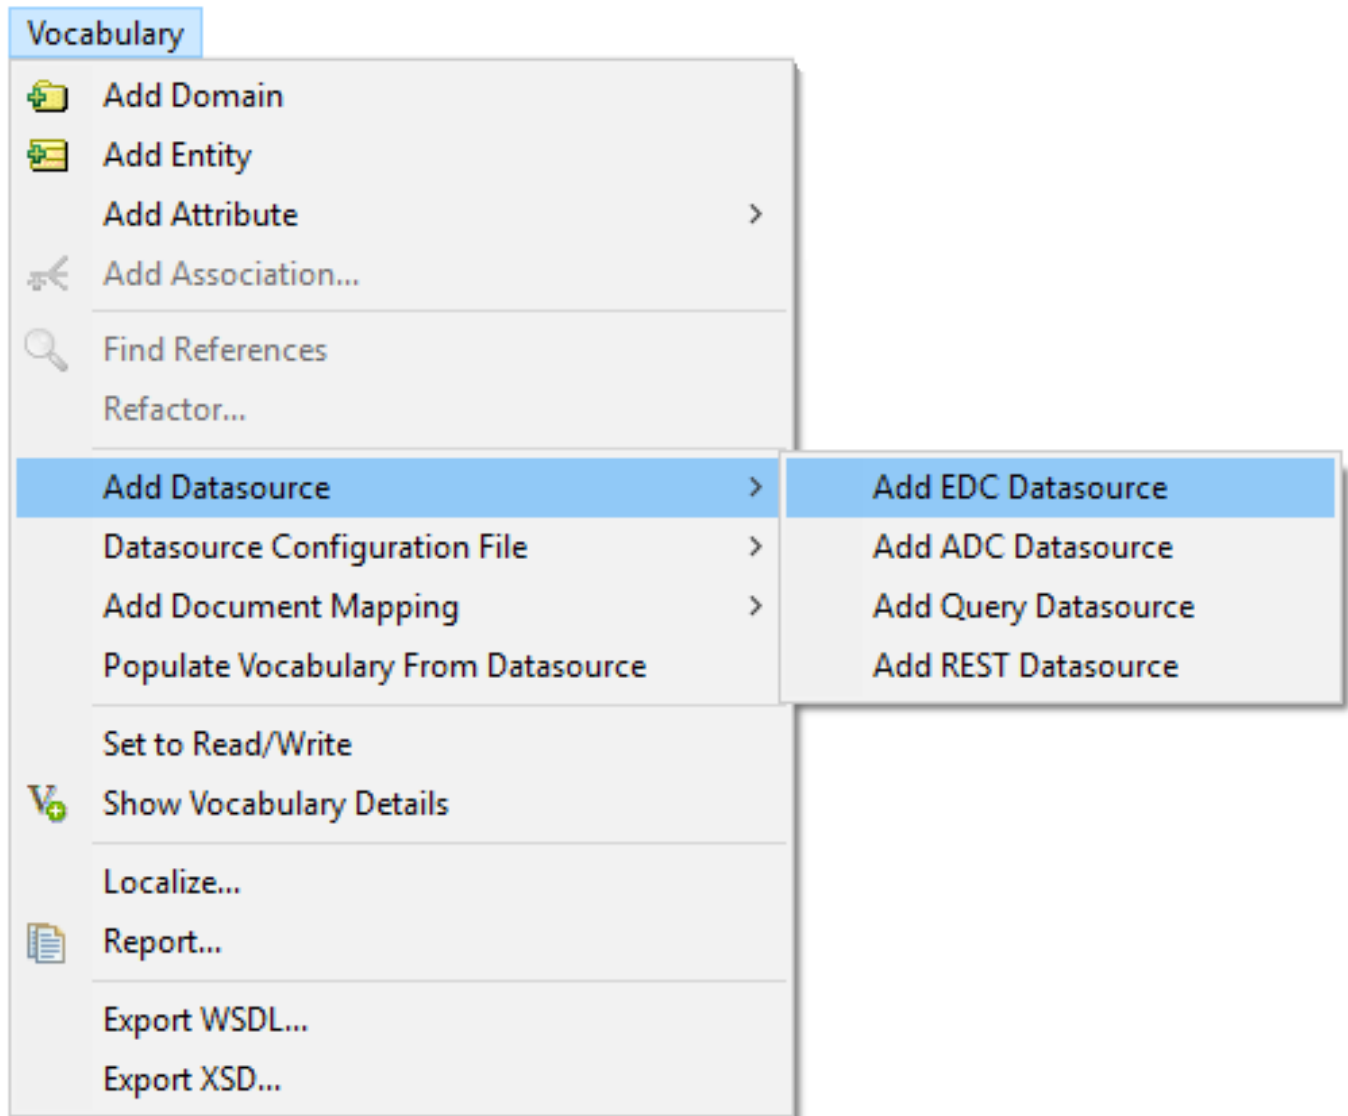 Vocabulary
Add Domain
Add Entity
Add Attribute
Add Association...
Find References
Refactor...
Add Datasource
Add EDC Datasource
Datasource Configuration File
Add ADC Datasource
Add Document Mapping
Add Query Datasource
Populate Vocabulary From Datasource
Add REST Datasource
Set to Read/Write
Show Vocabulary Details
Localize...
Report...
Export WSDL...
Export XSD...